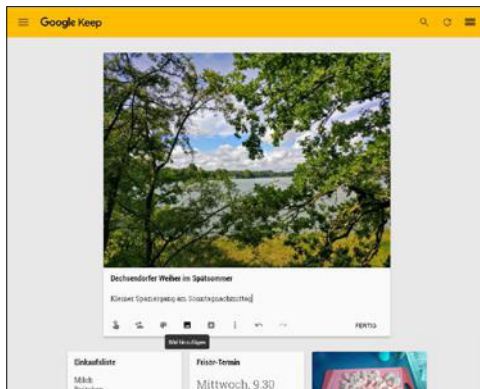 Google Keep
Dechsendorfer Weiher im Spätsommer
Kleiner Spaziergang am Sonntagnachmittag
FERTIG
Bild hinzufügen
Einkaufsliste
Frisör-Termin
Milch
Mittwoch, 9.30